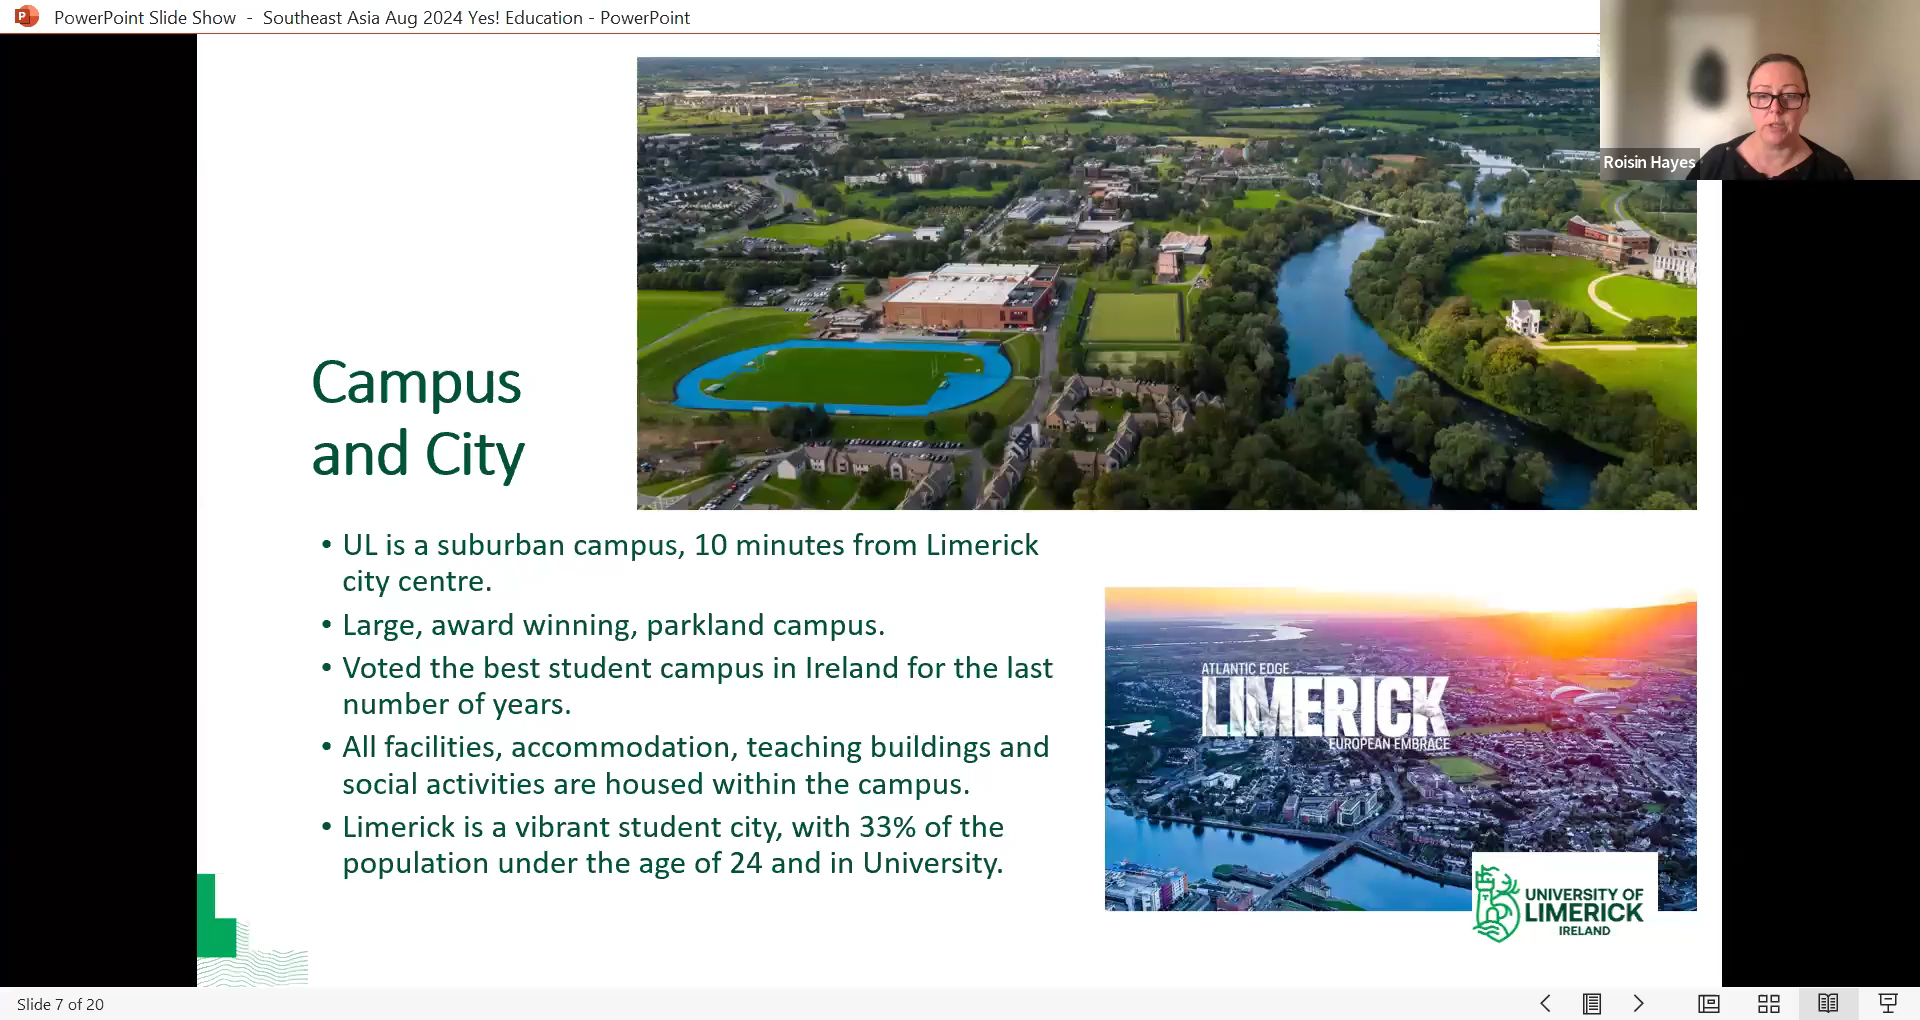 PowerPoint Slide Show - Southeast Asia Aug 2024 Yes! Education - PowerPoint
Roisin Hayes
Campus
and City
• UL is a suburban campus, 10 minutes from Limerick
city centre.
• Large, award winning, parkland campus.
• Voted the best student campus in Ireland for the last
number of years.
• All facilities, accommodation, teaching buildings and
social activities are housed within the campus.
• Limerick is a vibrant student city, with 33% of the
population under the age of 24 and in University.
ATLANTIC EDGE
LIMERICK
EUROPEAN EMBRACE
UNIVERSITY OF
LIMERICK
IRELAND
Slide 7 of 20